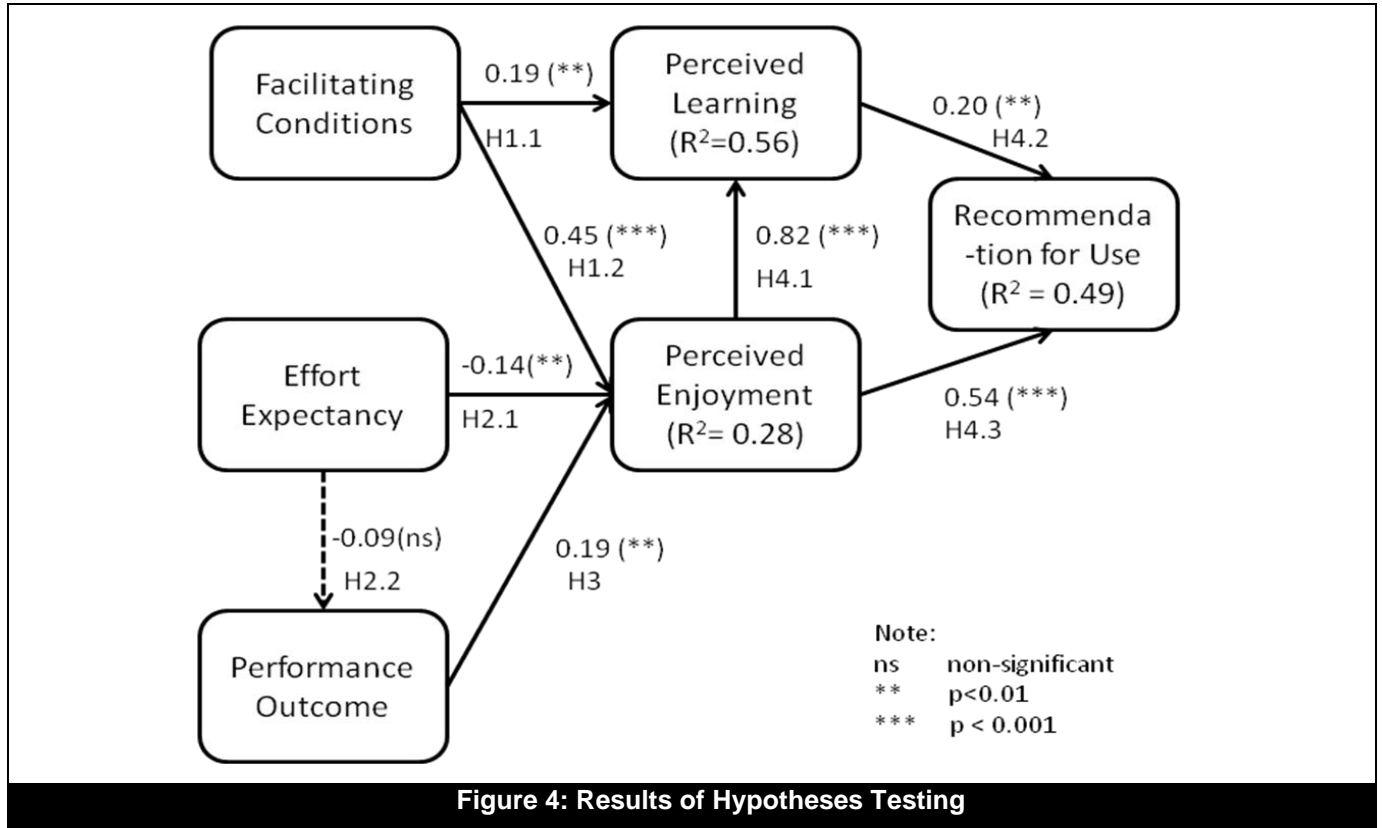 Facilitating
Conditions
0.19 (**)
H1.1
Perceived
Learning
(R²=0.56)
0.20 (**)
H4.2
0.45 (***)
H1.2
0.82 (***)
H4.1
Recommenda
-tion for Use
(R² = 0.49)
Effort
Expectancy
-0.14(**)
H2.1
Perceived
Enjoyment
(R²= 0.28)
0.54 (***)
H4.3
-0.09(ns)
H2.2
0.19 (**)
H3
Performance
Outcome
Note:
ns non-significant
** p<0.01
*** p < 0.001
Figure 4: Results of Hypotheses Testing